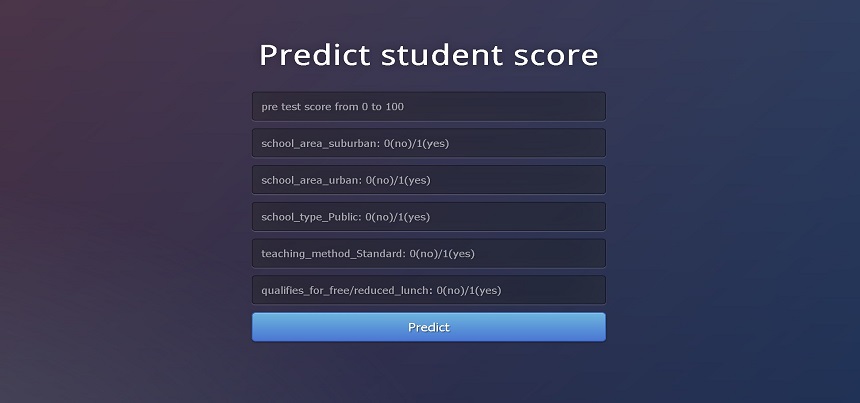 Predict student score
pre test score from 0 to 100
school_area_suburban: 0(no)/1(yes)
school_area_urban: 0(no)/1(yes)
school_type_Public: 0(no)/1(yes)
teaching_method_Standard: 0(no)/1(yes)
qualifies_for_free/reduced_lunch: 0(no)/1(yes)
Predict